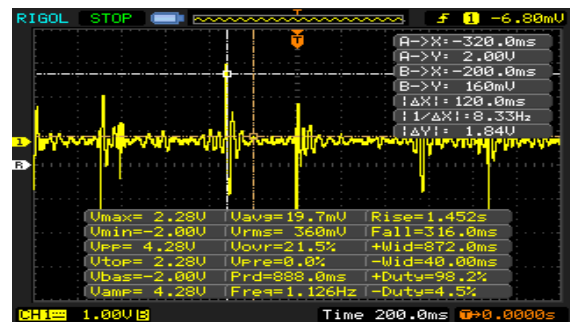 RIGOL STOP T f 1 -6.80mV
A->X:-320.0ms
A->Y: 2.00V
B->X:-200.0ms
B->Y: 160mV
|ΔX|:120.0ms
|1/ΔX|:8.33Hz
|ΔY|: 1.84V
T
1
R
Vmax= 2.28V Vavg=19.7mV Rise=1.452s
Vmin=-2.00V Vrms= 360mV Fall=316.0ms
Vpp= 4.28V Vovr=21.5% +Wid=872.0ms
Vtop= 2.28V Vpre=0.0% -Wid=40.00ms
Vbas=-2.00V Prd=888.0ms +Duty=98.2%
Vamp= 4.28V Freq=1.126Hz -Duty=4.5%
CH1 1.00V B Time 200.0ms T→0.0000s